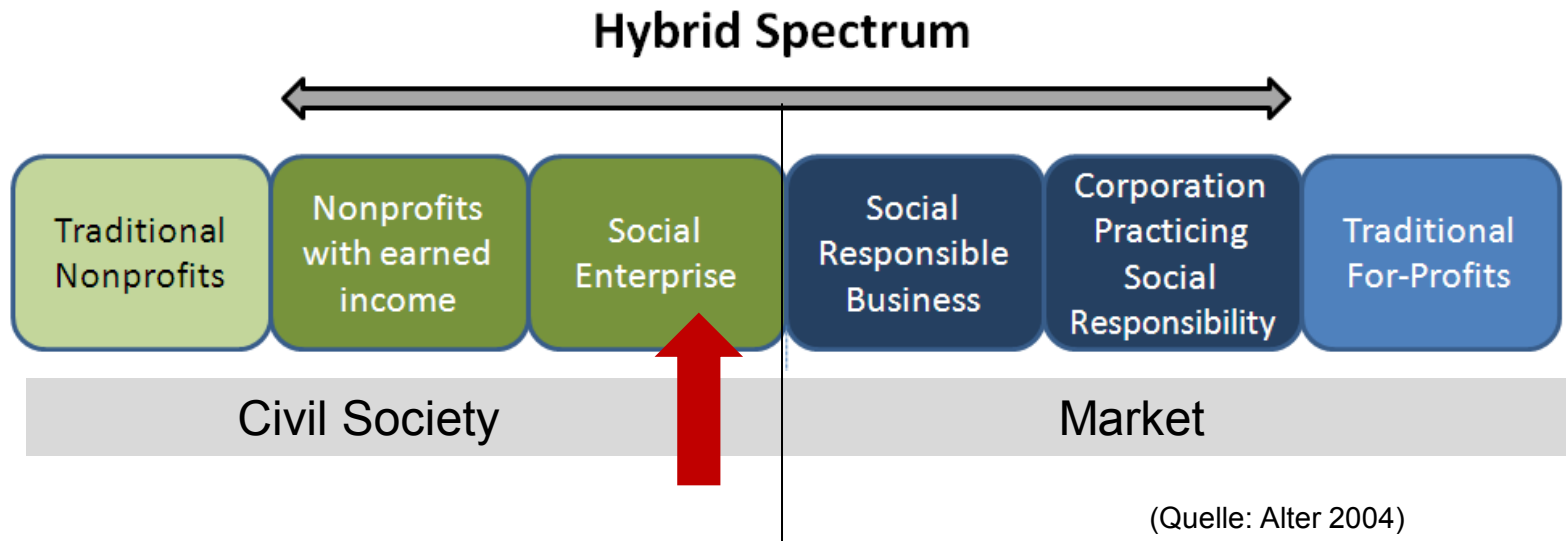 Hybrid Spectrum
Traditional
Nonprofits
Nonprofits
with earned
income
Social
Enterprise
Social
Responsible
Business
Corporation
Practicing
Social
Responsibility
Traditional
For-Profits
Civil Society
Market
(Quelle: Alter 2004)